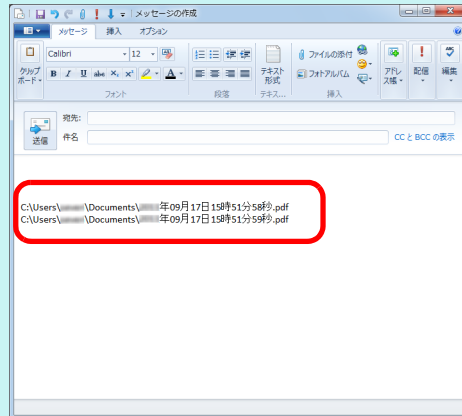 メッセージの作成
メッセージ 挿入 オプション
Calibri 12
クリップボード
B I U abc X₂ X² A
テキスト形式
ファイルの添付
フォトアルバム
アドレス帳
配信
編集
フォント 段落 テキス... 挿入
送信
宛先:
件名
CC と BCC の表示
C:\Users\ \Documents\ 年09月17日15時51分58秒.pdf
C:\Users\ \Documents\ 年09月17日15時51分59秒.pdf